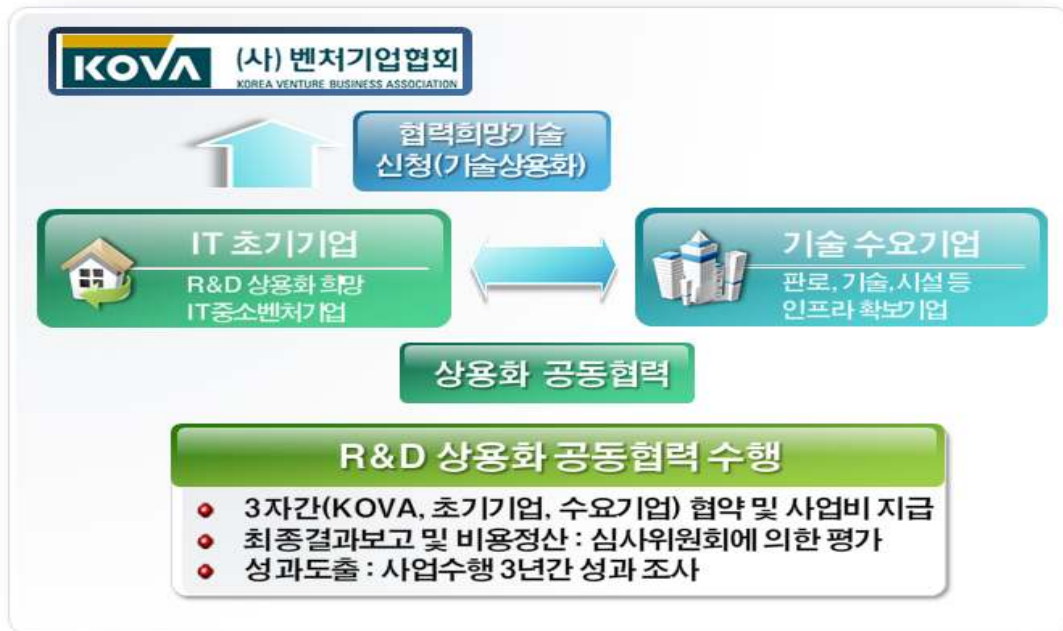 KOVA (사) 벤처기업협회
KOREA VENTURE BUSINESS ASSOCIATION
협력희망기술
신청(기술상용화)
IT 초기기업
R&D 상용화 희망
IT중소벤처기업
기술 수요기업
판로, 기술,시설 등
인프라 확보기업
상용화 공동협력
R&D 상용화 공동협력 수행
3자간(KOVA, 초기기업, 수요기업) 협약 및 사업비 지급
최종결과보고 및 비용정산 : 심사위원회에 의한 평가
성과도출 : 사업수행 3년간 성과 조사